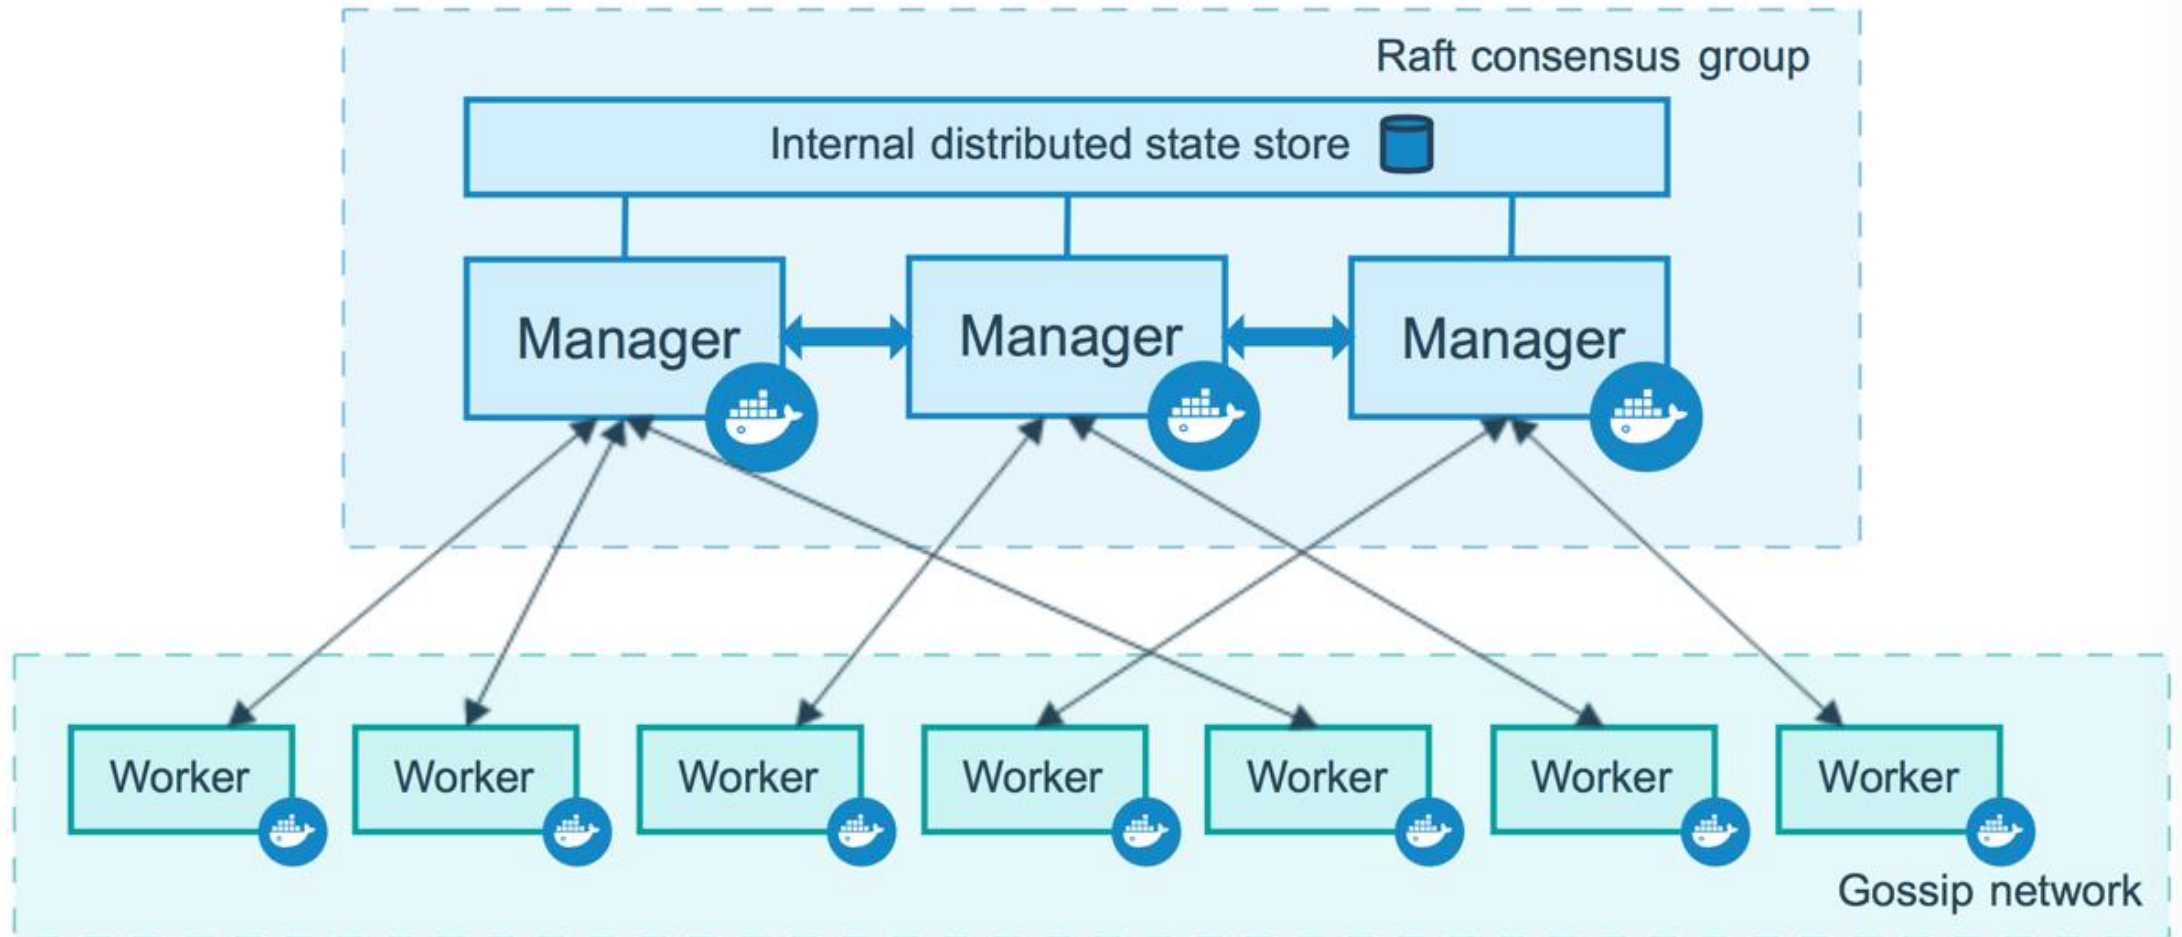 Raft consensus group
Internal distributed state store
Manager
Manager
Manager
Worker
Worker
Worker
Worker
Worker
Worker
Worker
Gossip network